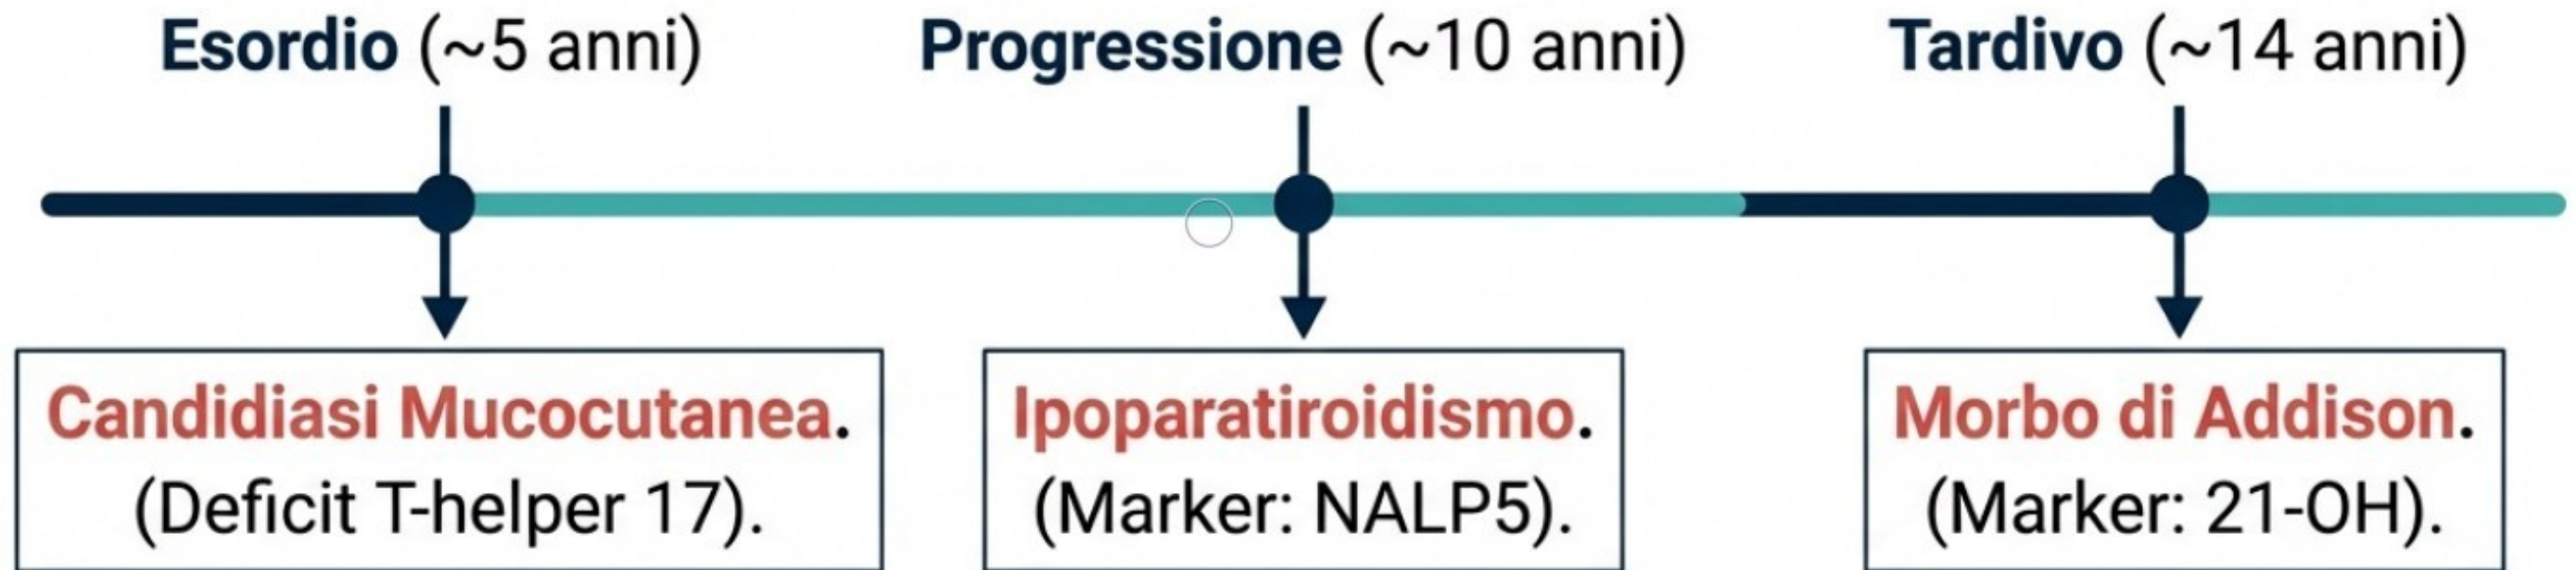 Esordio (~5 anni)
Progressione (~10 anni)
Tardivo (~14 anni)
Candidiasi Mucocutanea.
(Deficit T-helper 17).
Ipoparatiroidismo.
(Marker: NALP5).
Morbo di Addison.
(Marker: 21-OH).